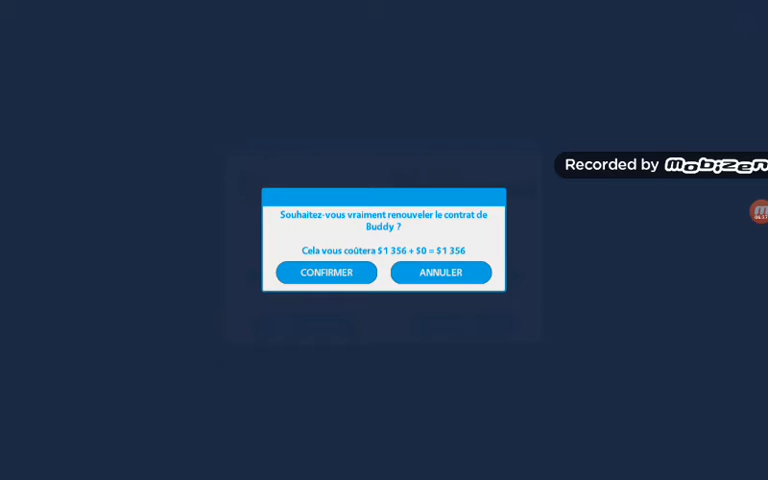 Recorded by Mobizen
Souhaitez-vous vraiment renouveler le contrat de
Buddy ?
Cela vous coûtera $1 356 + $0 = $1 356
CONFIRMER
ANNULER